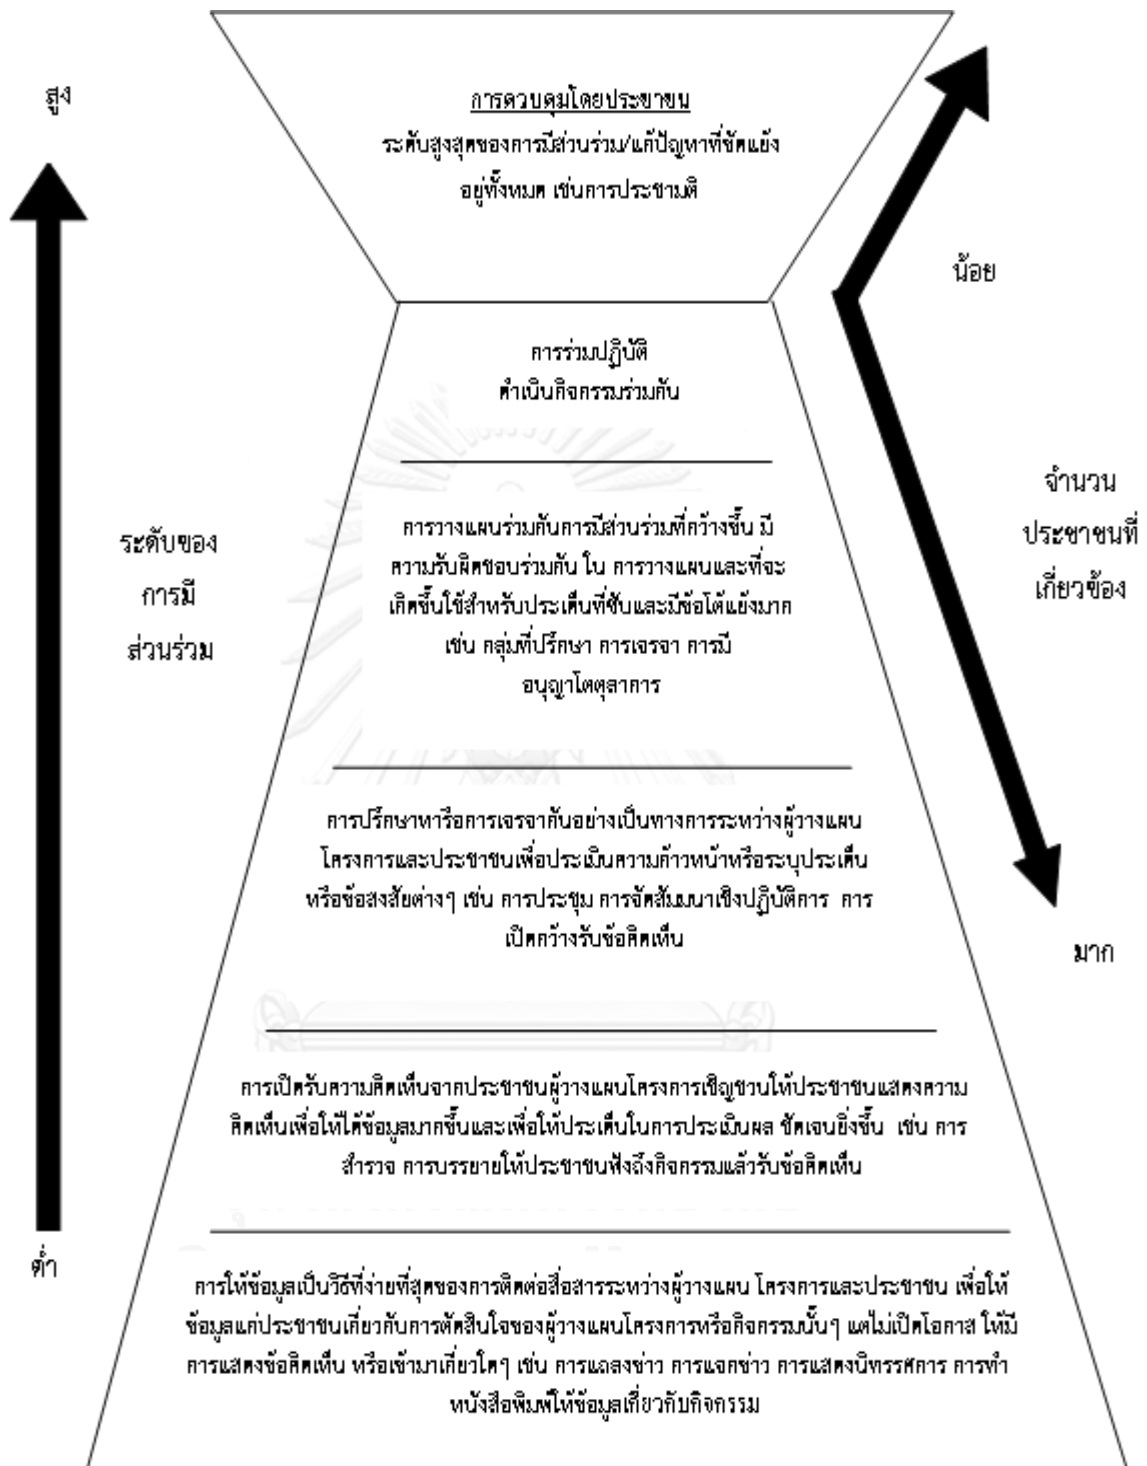 สูง
การควบคุมโดยประชาชน
ระดับสูงสุดของการมีส่วนร่วม/แก้ปัญหาที่ขัดแย้ง
อยู่ทั้งหมด เช่นการประชามติ
น้อย
การร่วมปฏิบัติ
ดำเนินกิจกรรมร่วมกัน
จำนวน
ประชาชนที่
เกี่ยวข้อง
ระดับของ
การมี
ส่วนร่วม
การวางแผนร่วมกันการมีส่วนร่วมที่กว้างขึ้น มี
ความรับผิดชอบร่วมกัน ใน การวางแผนและที่จะ
เกิดขึ้นใช้สำหรับประเด็นที่ซับและมีข้อโต้แย้งมาก
เช่น กลุ่มที่ปรึกษา การเจรจา การมี
อนุญาโตตุลาการ
การปรึกษาหารือการเจรจากันอย่างเป็นทางการระหว่างผู้วางแผน
โครงการและประชาชนเพื่อประเมินความก้าวหน้าหรือระบุประเด็น
หรือข้อสงสัยต่างๆ เช่น การประชุม การจัดสัมมนาเชิงปฏิบัติการ การ
เปิดกว้างรับข้อคิดเห็น
มาก
การเปิดรับความคิดเห็นจากประชาชนผู้วางแผนโครงการเชิญชวนให้ประชาชนแสดงความ
คิดเห็นเพื่อให้ได้ข้อมูลมากขึ้นและเพื่อให้ประเด็นในการประเมินผล ชัดเจนยิ่งขึ้น เช่น การ
สำรวจ การบรรยายให้ประชาชนฟังถึงกิจกรรมแล้วรับข้อคิดเห็น
ต่ำ
การให้ข้อมูลเป็นวิธีที่ง่ายที่สุดของการติดต่อสื่อสารระหว่างผู้วางแผน โครงการและประชาชน เพื่อให้
ข้อมูลแก่ประชาชนเกี่ยวกับการตัดสินใจของผู้วางแผนโครงการหรือกิจกรรมนั้นๆ แต่ไม่เปิดโอกาส ให้มี
การแสดงข้อคิดเห็น หรือเข้ามาเกี่ยวใดๆ เช่น การแถลงข่าว การแจกข่าว การแสดงนิทรรศการ การทำ
หนังสือพิมพ์ให้ข้อมูลเกี่ยวกับกิจกรรม